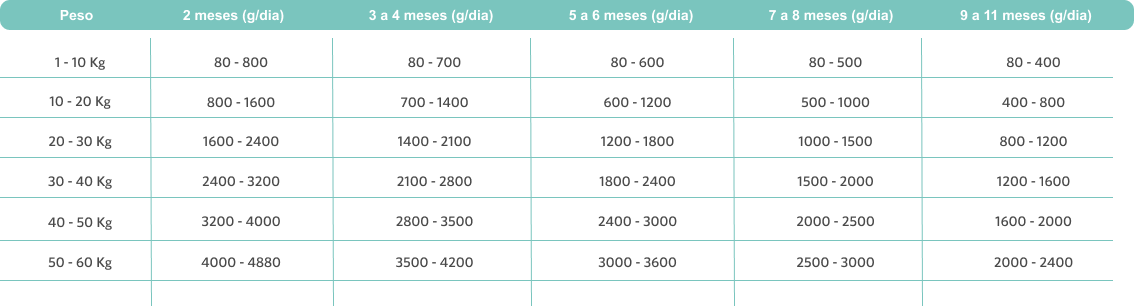 Peso 2 meses (g/dia) 3 a 4 meses (g/dia) 5 a 6 meses (g/dia) 7 a 8 meses (g/dia) 9 a 11 meses (g/dia)
1 - 10 Kg 80 - 800 80 - 700 80 - 600 80 - 500 80 - 400
10 - 20 Kg 800 - 1600 700 - 1400 600 - 1200 500 - 1000 400 - 800
20 - 30 Kg 1600 - 2400 1400 - 2100 1200 - 1800 1000 - 1500 800 - 1200
30 - 40 Kg 2400 - 3200 2100 - 2800 1800 - 2400 1500 - 2000 1200 - 1600
40 - 50 Kg 3200 - 4000 2800 - 3500 2400 - 3000 2000 - 2500 1600 - 2000
50 - 60 Kg 4000 - 4880 3500 - 4200 3000 - 3600 2500 - 3000 2000 - 2400